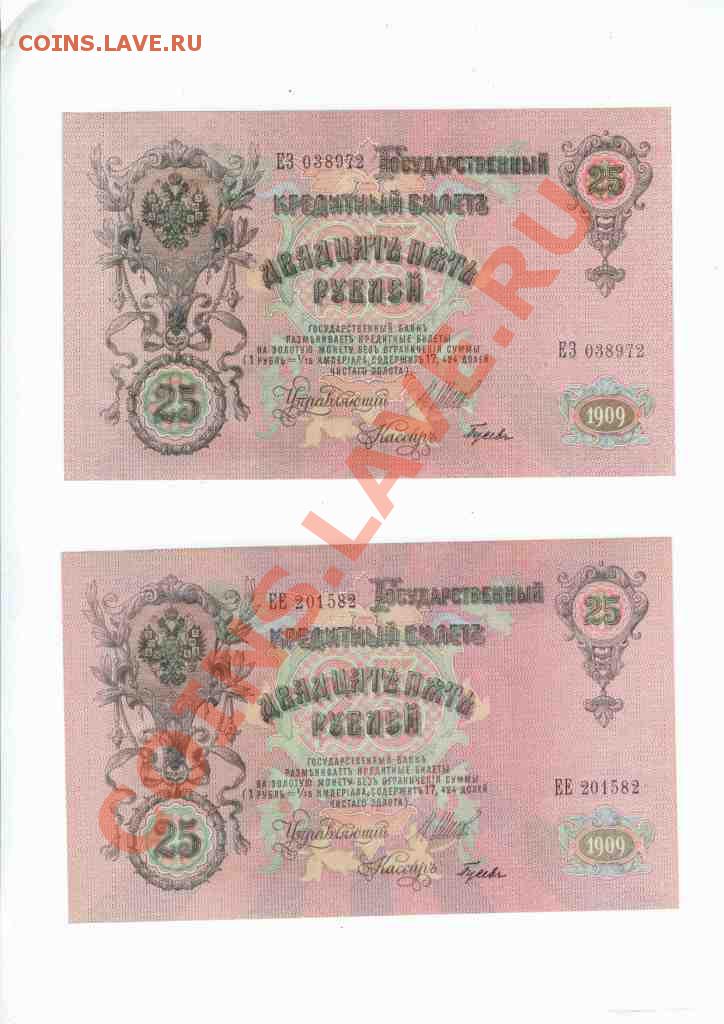 COINS.LAVE.RU
ЕЗ 038972 ГОСУДАРСТВЕННЫЙ
КРЕДИТНЫЙ БИЛЕТЪ
25
ДВАДЦАТЬ ПЯТЬ
РУБЛЕЙ
ГОСУДАРСТВЕННЫЙ БАНКЪ
РАЗМѢНИВАЕТЪ КРЕДИТНЫЕ БИЛЕТЫ
НА ЗОЛОТУЮ МОНЕТУ БЕЗЪ ОГРАНИЧЕНІЯ СУММЫ
(1 РУБЛЬ = 1/15 ИМПЕРІАЛА, СОДЕРЖИТЪ 17,424 ДОЛЕЙ
ЧИСТАГО ЗОЛОТА).
ЕЗ 038972
25
Управляющій
Кассиръ
Гусевъ
1909
ЕЕ 201582 ГОСУДАРСТВЕННЫЙ
КРЕДИТНЫЙ БИЛЕТЪ
25
ДВАДЦАТЬ ПЯТЬ
РУБЛЕЙ
ГОСУДАРСТВЕННЫЙ БАНКЪ
РАЗМѢНИВАЕТЪ КРЕДИТНЫЕ БИЛЕТЫ
НА ЗОЛОТУЮ МОНЕТУ БЕЗЪ ОГРАНИЧЕНІЯ СУММЫ
(1 РУБЛЬ = 1/15 ИМПЕРІАЛА, СОДЕРЖИТЪ 17,424 ДОЛЕЙ
ЧИСТАГО ЗОЛОТА).
ЕЕ 201582
25
Управляющій
Кассиръ
Гусевъ
1909
COINS.LAVE.RU